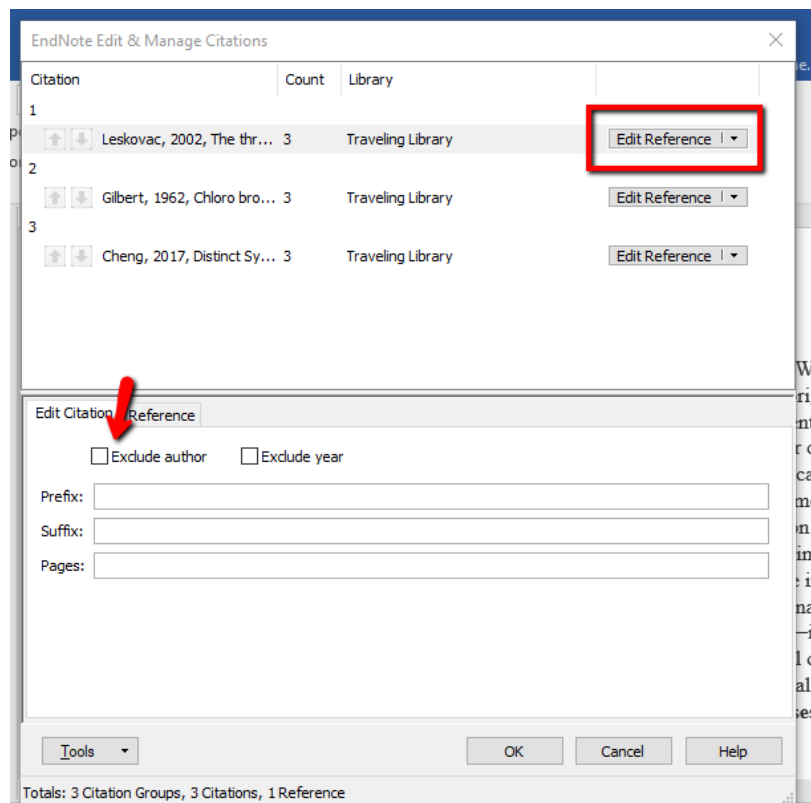 EndNote Edit & Manage Citations
Citation Count Library
1
Leskovac, 2002, The thr... 3 Traveling Library Edit Reference
2
Gilbert, 1962, Chloro bro... 3 Traveling Library Edit Reference
3
Cheng, 2017, Distinct Sy... 3 Traveling Library Edit Reference
Edit Citation Reference
Exclude author Exclude year
Prefix:
Suffix:
Pages:
Tools OK Cancel Help
Totals: 3 Citation Groups, 3 Citations, 1 Reference